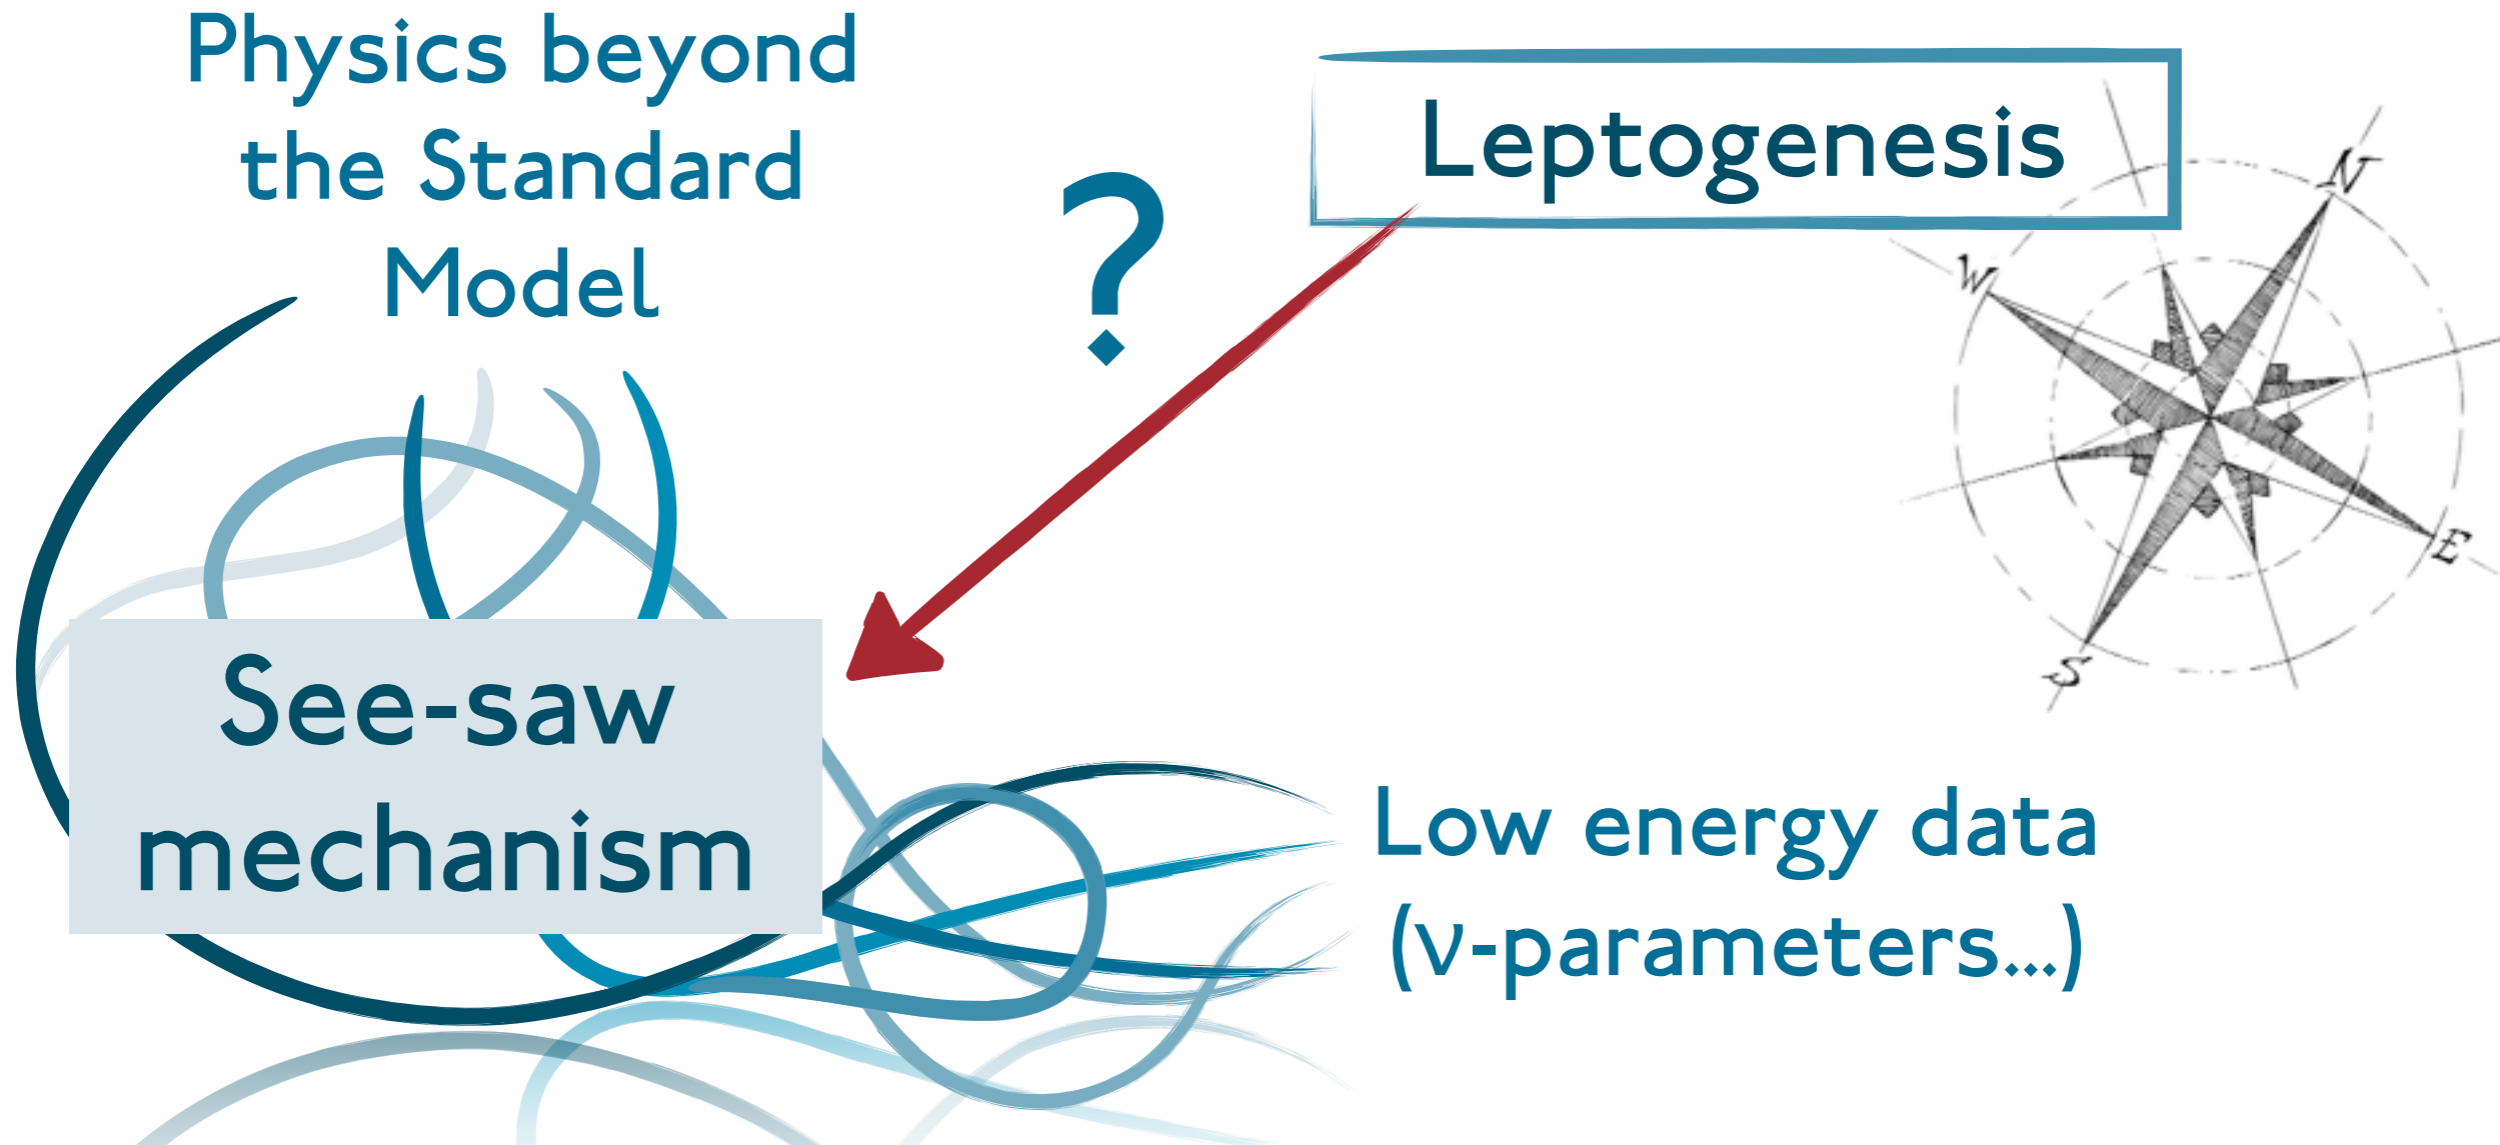 Physics beyond
the Standard
Model
?
Leptogenesis
N
W
E
S
See-saw
mechanism
Low energy data
(ν-parameters...)